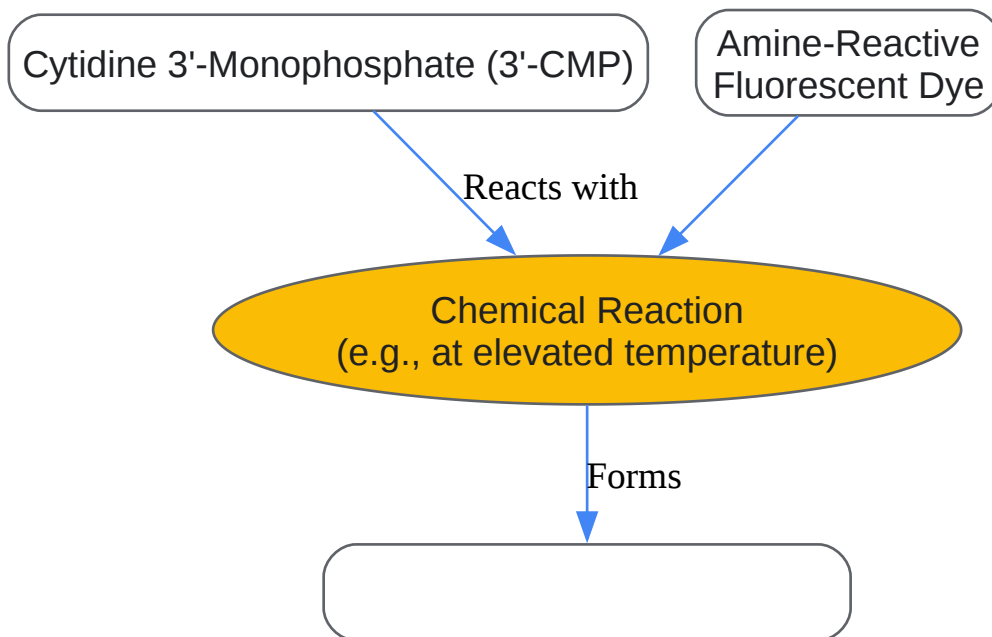 Cytidine 3'-Monophosphate (3'-CMP)
Amine-Reactive
Fluorescent Dye
Reacts with
Chemical Reaction
(e.g., at elevated temperature)
Forms